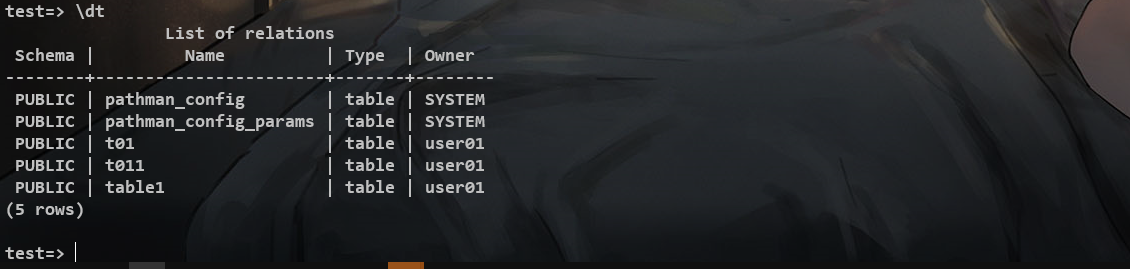 test=> \dt
                List of relations
 Schema |         Name          | Type  | Owner
--------+-----------------------+-------+--------
 PUBLIC | pathman_config        | table | SYSTEM
 PUBLIC | pathman_config_params | table | SYSTEM
 PUBLIC | t01                   | table | user01
 PUBLIC | t011                  | table | user01
 PUBLIC | table1                | table | user01
(5 rows)
test=>